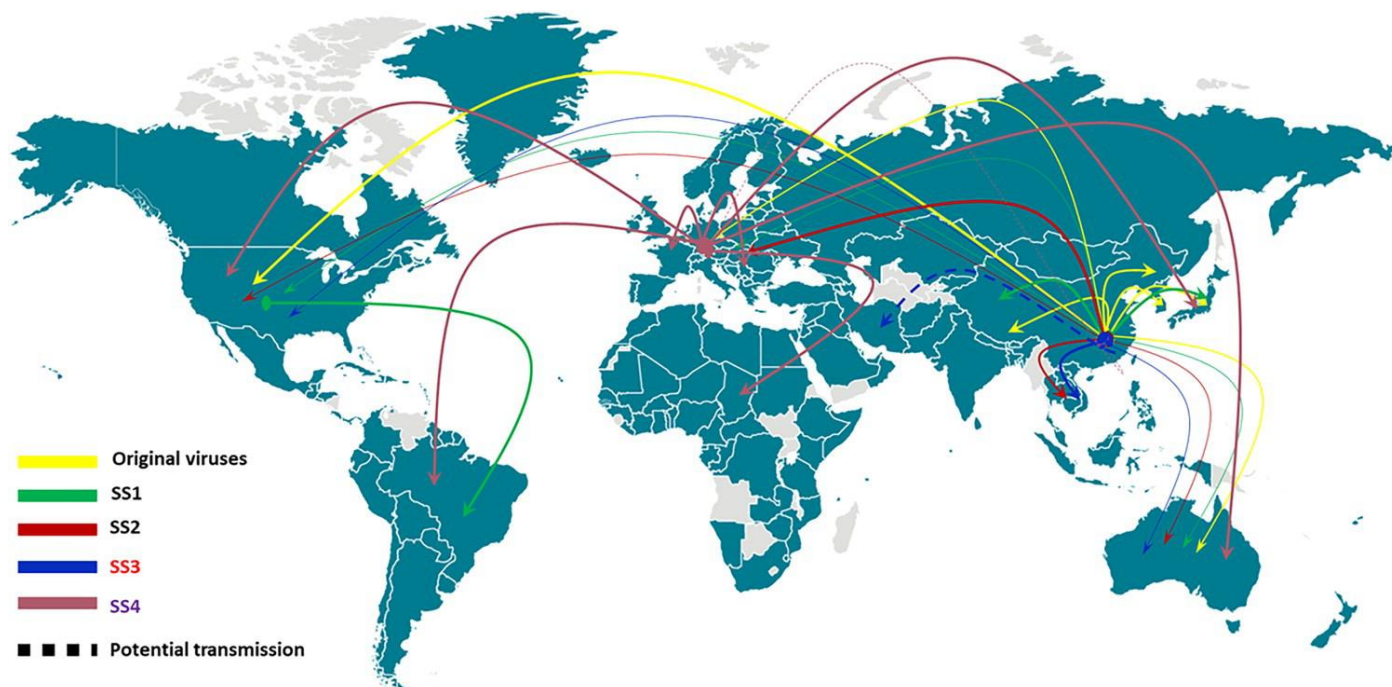 Original viruses
SS1
SS2
SS3
SS4
Potential transmission